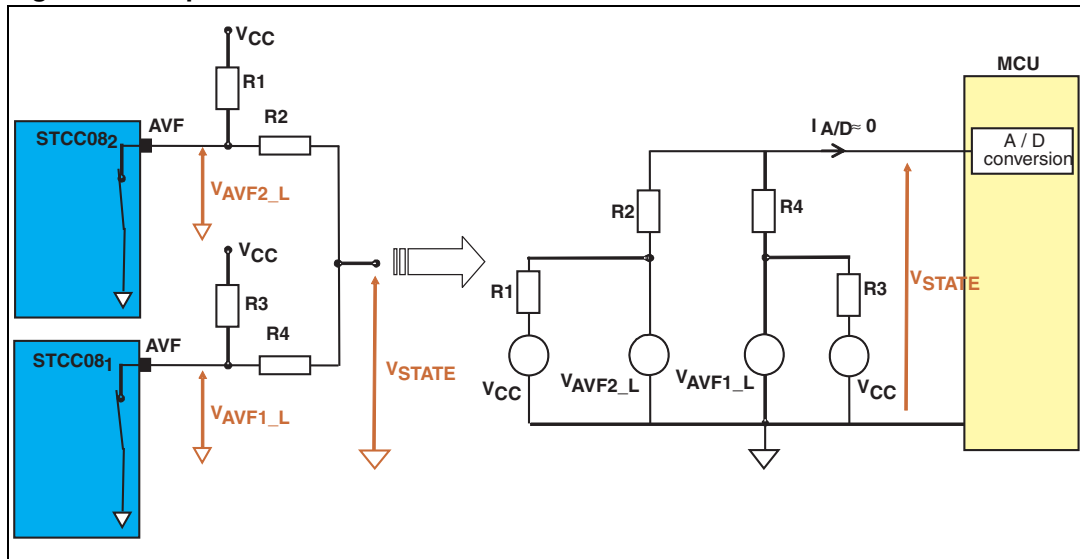 VCC
R1
STCC082
AVF
R2
VAVF2_L
VCC
R3
STCC081
AVF
R4
VAVF1_L
VSTATE
MCU
I A/D≈ 0
A / D
conversion
R2
R4
R1
R3
VSTATE
VCC
VAVF2_L
VAVF1_L
VCC